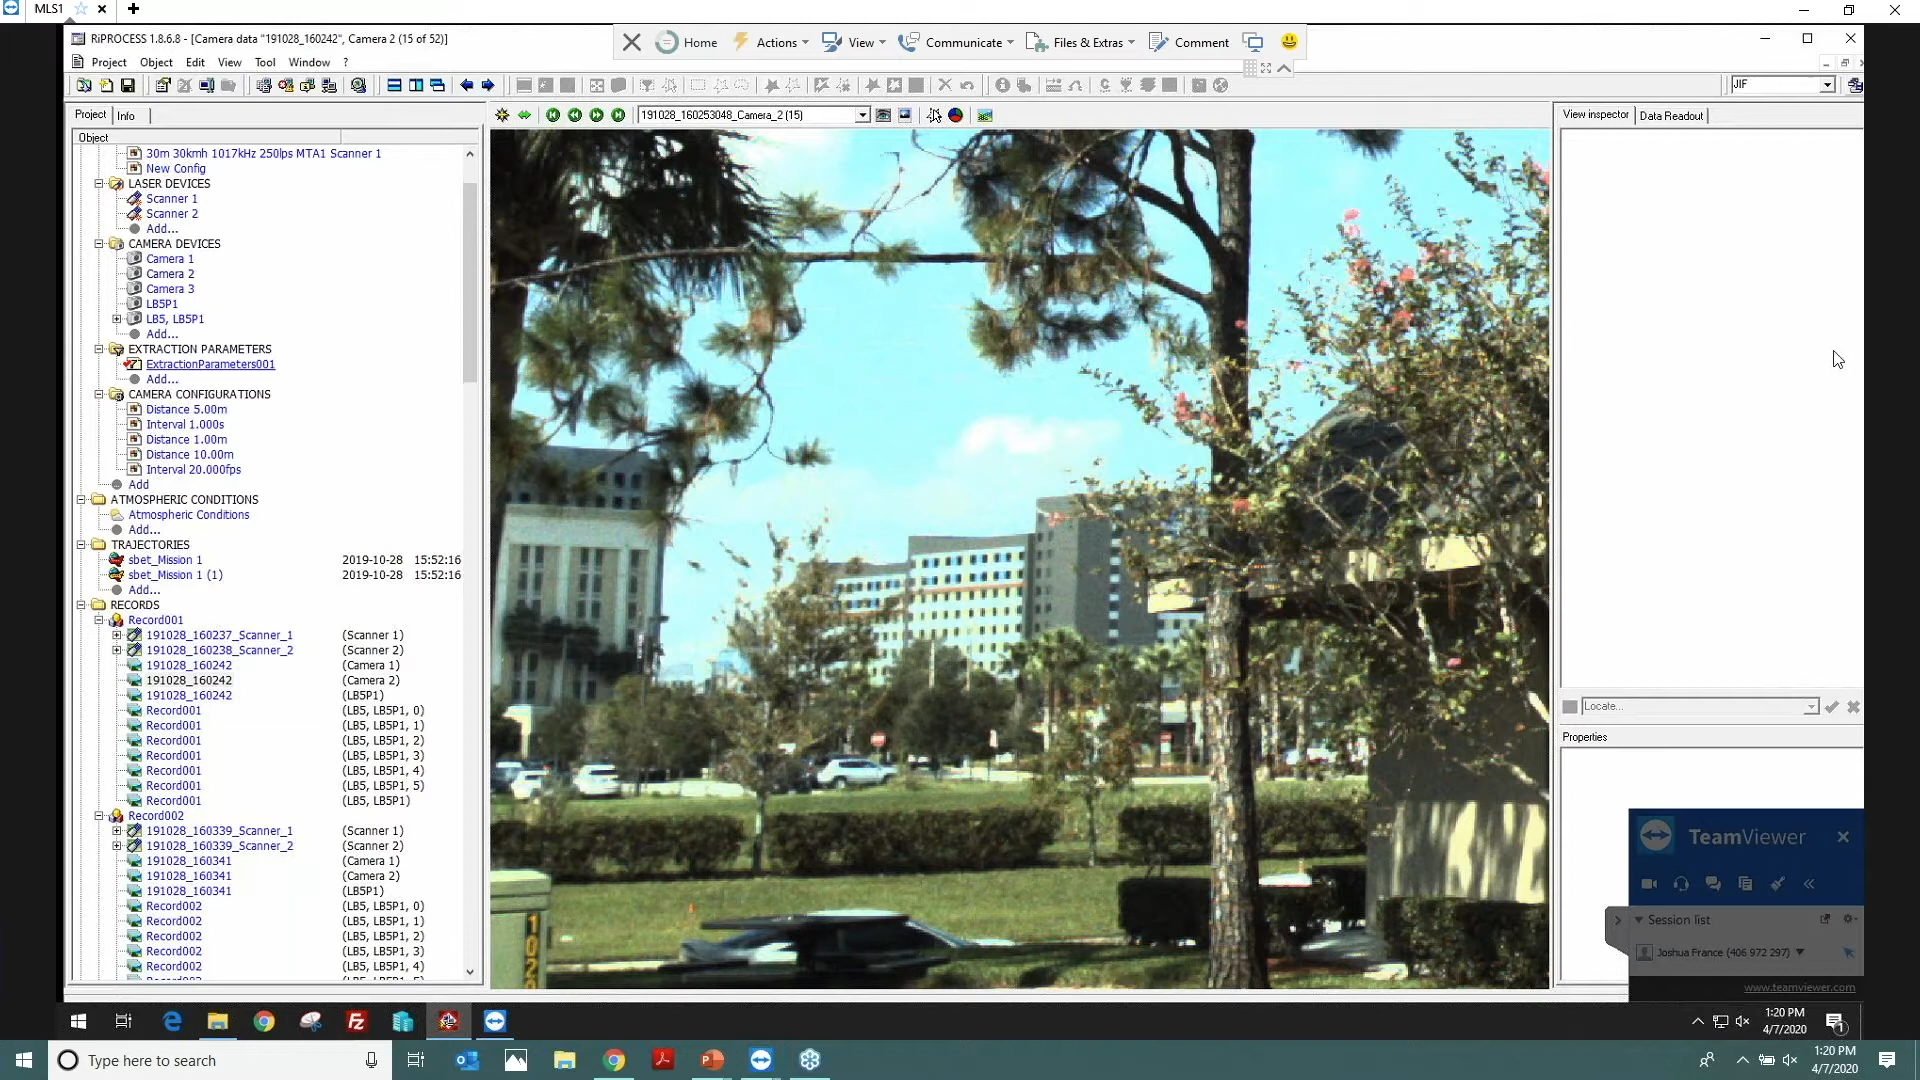 MLS1
RiPROCESS 1.8.6.8 - [Camera data "191028_160242", Camera 2 (15 of 52)]
Home Actions View Communicate Files & Extras Comment
Project Object Edit View Tool Window ?
JIF
Project Info
191028_160253048_Camera_2 (15)
View inspector Data Readout
Object
30m 30kmh 1017kHz 250lps MTA1 Scanner 1
New Config
LASER DEVICES
Scanner 1
Scanner 2
Add...
CAMERA DEVICES
Camera 1
Camera 2
Camera 3
LB5P1
LB5, LB5P1
Add...
EXTRACTION PARAMETERS
ExtractionParameters001
Add...
CAMERA CONFIGURATIONS
Distance 5.00m
Interval 1.000s
Distance 1.00m
Distance 10.00m
Interval 20.000fps
Add
ATMOSPHERIC CONDITIONS
Atmospheric Conditions
Add...
TRAJECTORIES
sbet_Mission 1 2019-10-28 15:52:16
sbet_Mission 1 (1) 2019-10-28 15:52:16
Add...
RECORDS
Record001
191028_160237_Scanner_1 (Scanner 1)
191028_160238_Scanner_2 (Scanner 2)
191028_160242 (Camera 1)
191028_160242 (Camera 2)
191028_160242 (LB5P1)
Record001 (LB5, LB5P1, 0)
Record001 (LB5, LB5P1, 1)
Record001 (LB5, LB5P1, 2)
Record001 (LB5, LB5P1, 3)
Record001 (LB5, LB5P1, 4)
Record001 (LB5, LB5P1, 5)
Record001 (LB5, LB5P1)
Record002
191028_160339_Scanner_1 (Scanner 1)
191028_160339_Scanner_2 (Scanner 2)
191028_160341 (Camera 1)
191028_160341 (Camera 2)
191028_160341 (LB5P1)
Record002 (LB5, LB5P1, 0)
Record002 (LB5, LB5P1, 1)
Record002 (LB5, LB5P1, 2)
Record002 (LB5, LB5P1, 3)
Record002 (LB5, LB5P1, 4)
Locate...
Properties
TeamViewer
Session list
Joshua France (406 972 297)
www.teamviewer.com
1:20 PM
4/7/2020
Type here to search
1:20 PM
4/7/2020